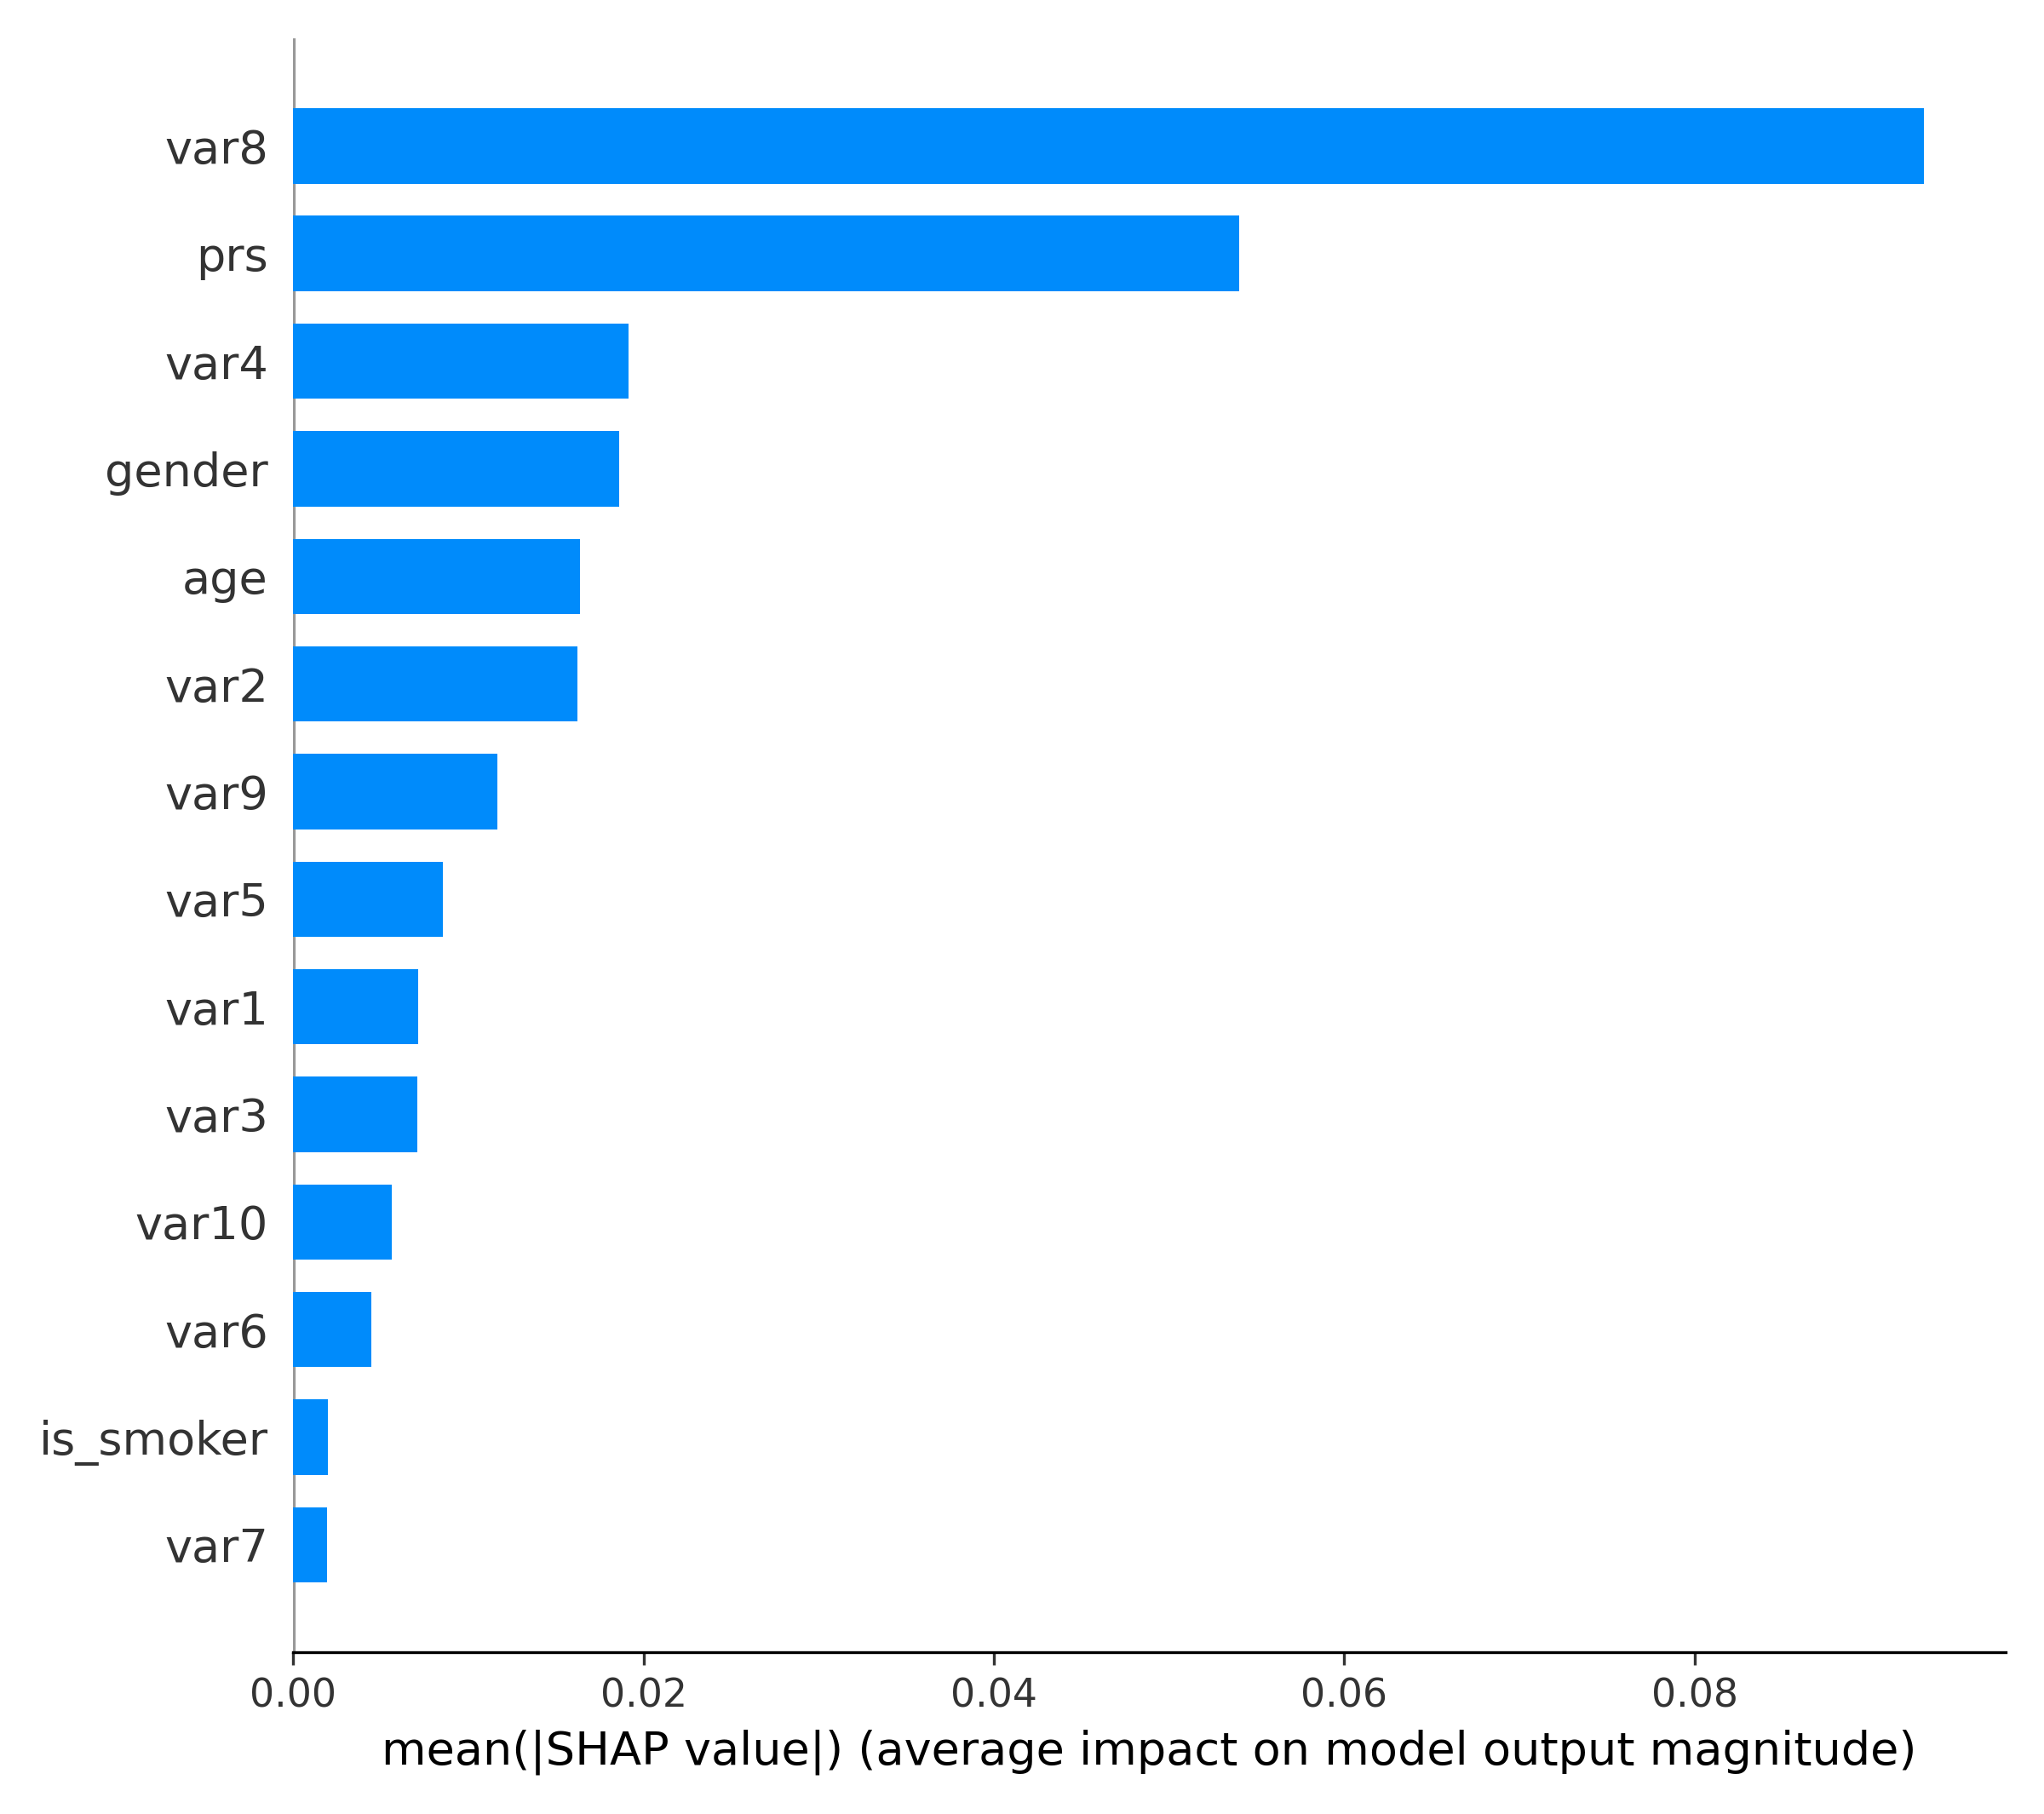 var8
prs
var4
gender
age
var2
var9
var5
var1
var3
var10
var6
is_smoker
var7
0.00 0.02 0.04 0.06 0.08
mean(|SHAP value|) (average impact on model output magnitude)